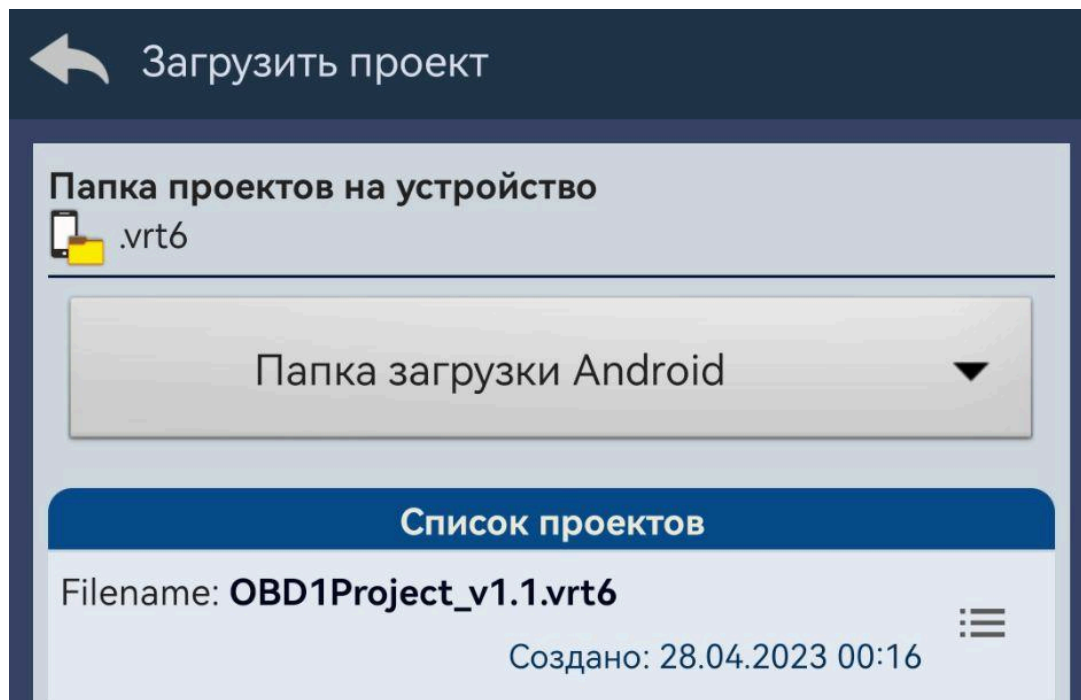 Загрузить проект
Папка проектов на устройство
.vrt6
Папка загрузки Android
Список проектов
Filename: OBD1Project_v1.1.vrt6
Создано: 28.04.2023 00:16